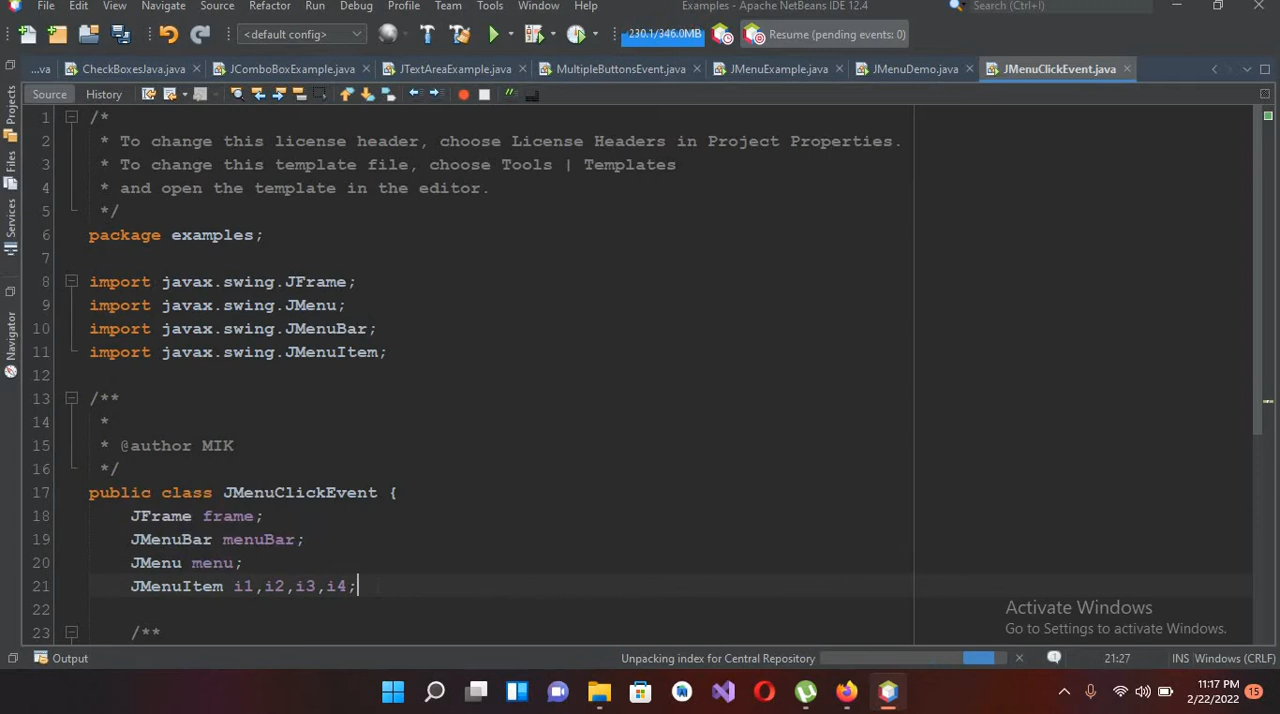 File Edit View Navigate Source Refactor Run Debug Profile Team Tools Window Help Examples - Apache NetBeans IDE 12.4 Search (Ctrl+I)
<default config> 230.1/346.0MB Resume (pending events: 0)
...va CheckBoxesJava.java JComboBoxExample.java JTextAreaExample.java MultipleButtonsEvent.java JMenuExample.java JMenuDemo.java JMenuClickEvent.java
Source History
Projects
Files
Services
Navigator
1 /*
2 * To change this license header, choose License Headers in Project Properties.
3 * To change this template file, choose Tools | Templates
4 * and open the template in the editor.
5 */
6 package examples;
7
8 import javax.swing.JFrame;
9 import javax.swing.JMenu;
10 import javax.swing.JMenuBar;
11 import javax.swing.JMenuItem;
12
13 /**
14 *
15 * @author MIK
16 */
17 public class JMenuClickEvent {
18 JFrame frame;
19 JMenuBar menuBar;
20 JMenu menu;
21 JMenuItem i1,i2,i3,i4;
22
23 /**
Activate Windows
Go to Settings to activate Windows.
Output Unpacking index for Central Repository 21:27 INS Windows (CRLF)
11:17 PM
2/22/2022
15